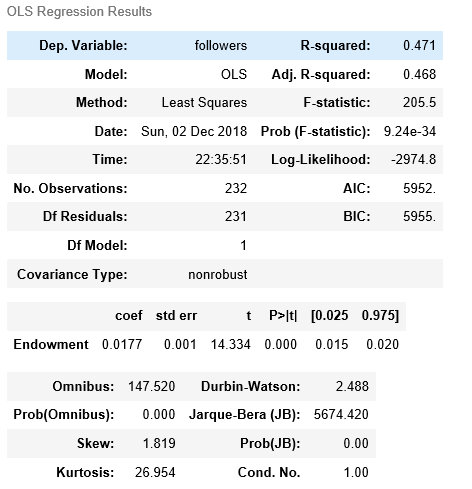 OLS Regression Results
Dep. Variable: followers R-squared: 0.471
Model: OLS Adj. R-squared: 0.468
Method: Least Squares F-statistic: 205.5
Date: Sun, 02 Dec 2018 Prob (F-statistic): 9.24e-34
Time: 22:35:51 Log-Likelihood: -2974.8
No. Observations: 232 AIC: 5952.
Df Residuals: 231 BIC: 5955.
Df Model: 1
Covariance Type: nonrobust
coef std err t P>|t| [0.025 0.975]
Endowment 0.0177 0.001 14.334 0.000 0.015 0.020
Omnibus: 147.520 Durbin-Watson: 2.488
Prob(Omnibus): 0.000 Jarque-Bera (JB): 5674.420
Skew: 1.819 Prob(JB): 0.00
Kurtosis: 26.954 Cond. No. 1.00